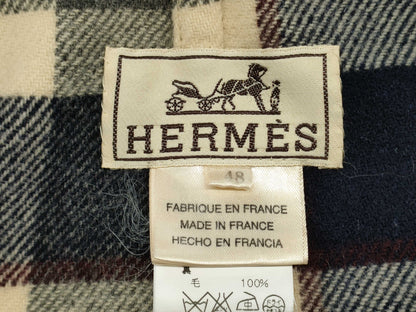 HERMÈS
48
FABRIQUE EN FRANCE
MADE IN FRANCE
HECHO EN FRANCIA
毛 100%